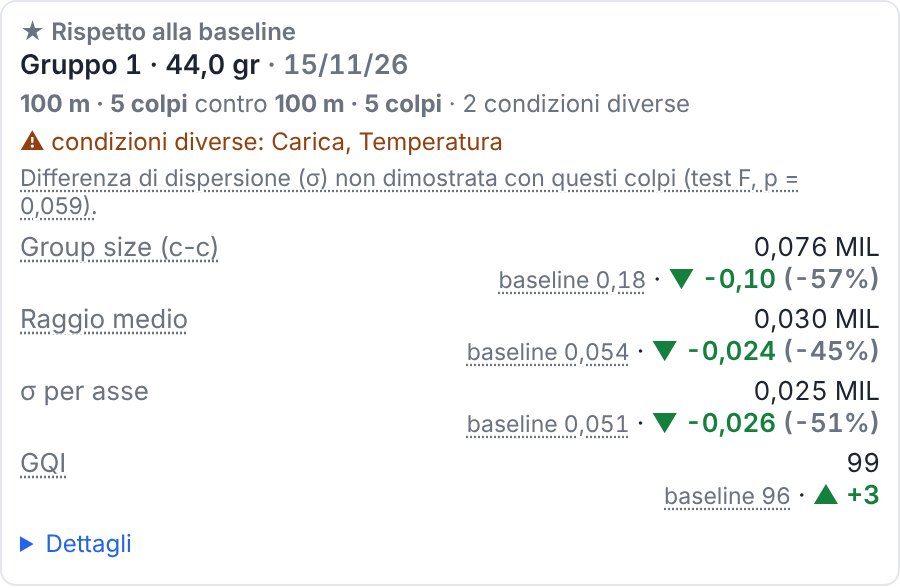 ★ Rispetto alla baseline
Gruppo 1 · 44,0 gr · 15/11/26
100 m · 5 colpi contro 100 m · 5 colpi · 2 condizioni diverse
⚠ condizioni diverse: Carica, Temperatura
Differenza di dispersione (σ) non dimostrata con questi colpi (test F, p =
0,059).
Group size (c-c) 0,076 MIL
baseline 0,18 · ▼ -0,10 (-57%)
Raggio medio 0,030 MIL
baseline 0,054 · ▼ -0,024 (-45%)
σ per asse 0,025 MIL
baseline 0,051 · ▼ -0,026 (-51%)
GQI 99
baseline 96 · ▲ +3
▶ Dettagli